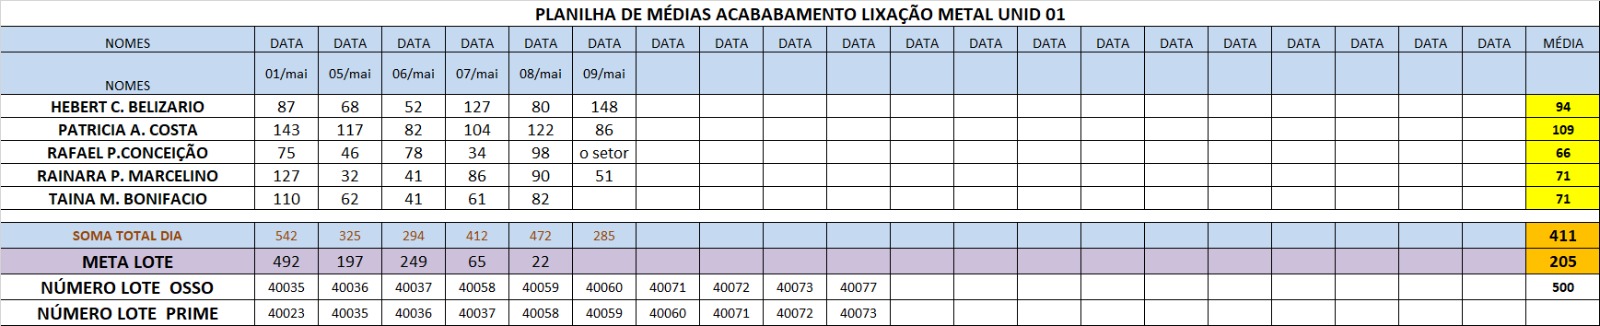 PLANILHA DE MÉDIAS ACABABAMENTO LIXAÇÃO METAL UNID 01
NOMES DATA DATA DATA DATA DATA DATA DATA DATA DATA DATA DATA DATA DATA DATA DATA DATA DATA DATA DATA DATA MÉDIA
NOMES 01/mai 05/mai 06/mai 07/mai 08/mai 09/mai
HEBERT C. BELIZARIO 87 68 52 127 80 148 94
PATRICIA A. COSTA 143 117 82 104 122 86 109
RAFAEL P.CONCEIÇÃO 75 46 78 34 98 o setor 66
RAINARA P. MARCELINO 127 32 41 86 90 51 71
TAINA M. BONIFACIO 110 62 41 61 82 71
SOMA TOTAL DIA 542 325 294 412 472 285 411
META LOTE 492 197 249 65 22 205
NÚMERO LOTE OSSO 40035 40036 40037 40058 40059 40060 40071 40072 40073 40077 500
NÚMERO LOTE PRIME 40023 40035 40036 40037 40058 40059 40060 40071 40072 40073